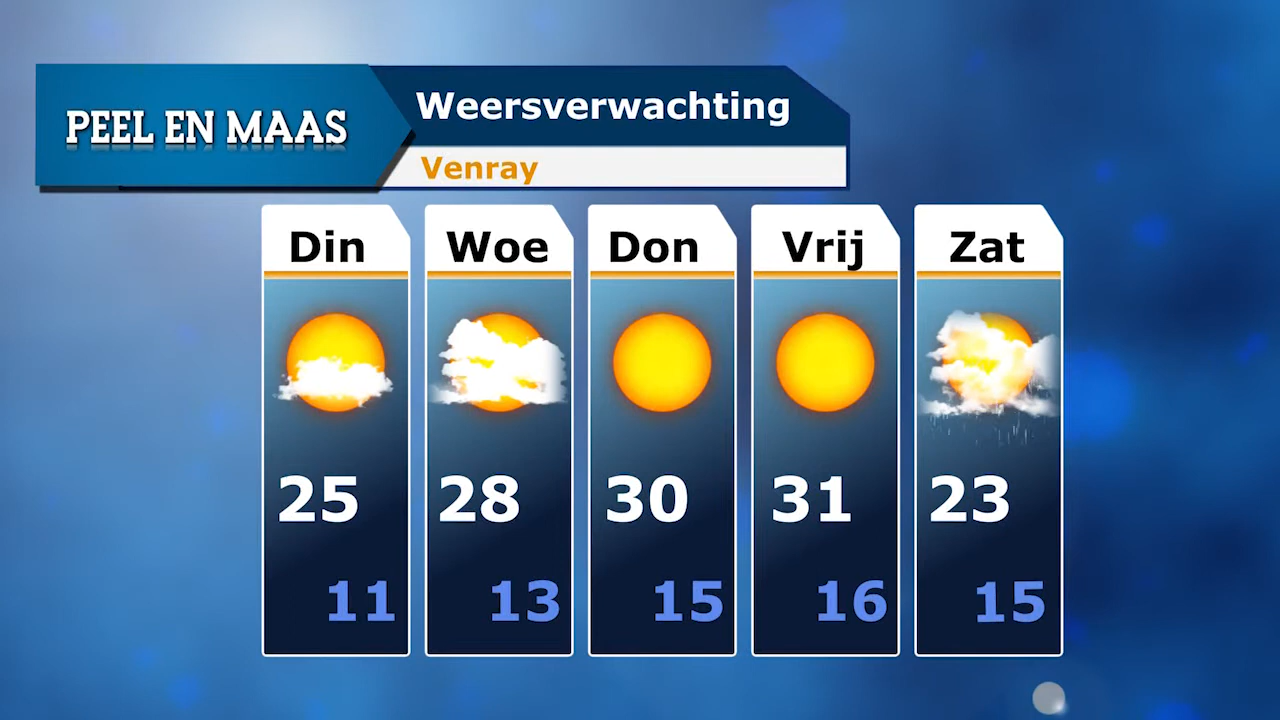 PEEL EN MAAS
Weersverwachting
Venray
Din Woe Don Vrij Zat
25 28 30 31 23
11 13 15 16 15